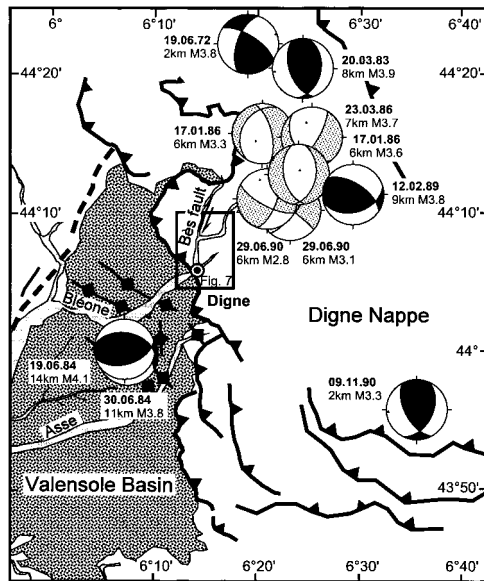 6°
6°10'
6°20'
6°30'
6°40'
19.06.72
2km M3.8
20.03.83
8km M3.9
44°20'
44°20'
23.03.86
7km M3.7
17.01.86
6km M3.3
17.01.86
6km M3.6
12.02.89
9km M3.8
44°10'
44°10'
Bès fault
29.06.90
6km M2.8
29.06.90
6km M3.1
Fig. 7
Bléone
Digne
Digne Nappe
19.06.84
14km M4.1
44°
44°
30.06.84
11km M3.8
09.11.90
2km M3.3
Asse
Valensole Basin
43°50'
43°50'
6°
6°10'
6°20'
6°30'
6°40'